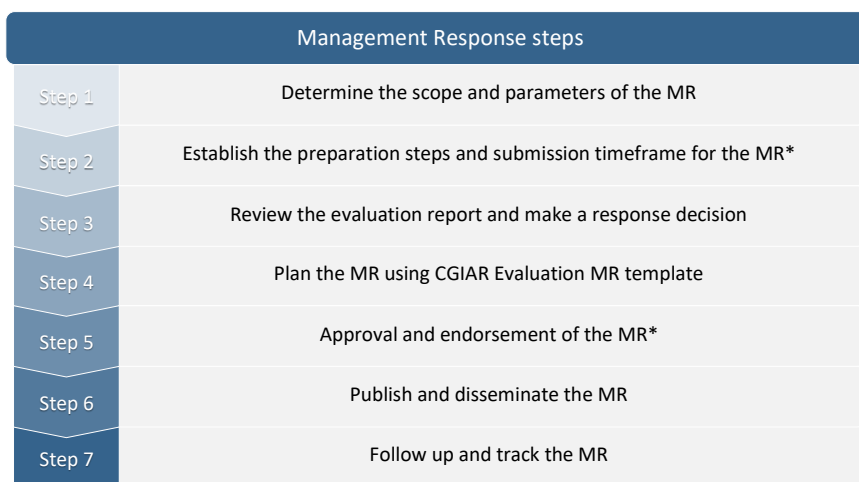 Management Response steps
Step 1
Determine the scope and parameters of the MR
Step 2
Establish the preparation steps and submission timeframe for the MR*
Step 3
Review the evaluation report and make a response decision
Step 4
Plan the MR using CGIAR Evaluation MR template
Step 5
Approval and endorsement of the MR*
Step 6
Publish and disseminate the MR
Step 7
Follow up and track the MR